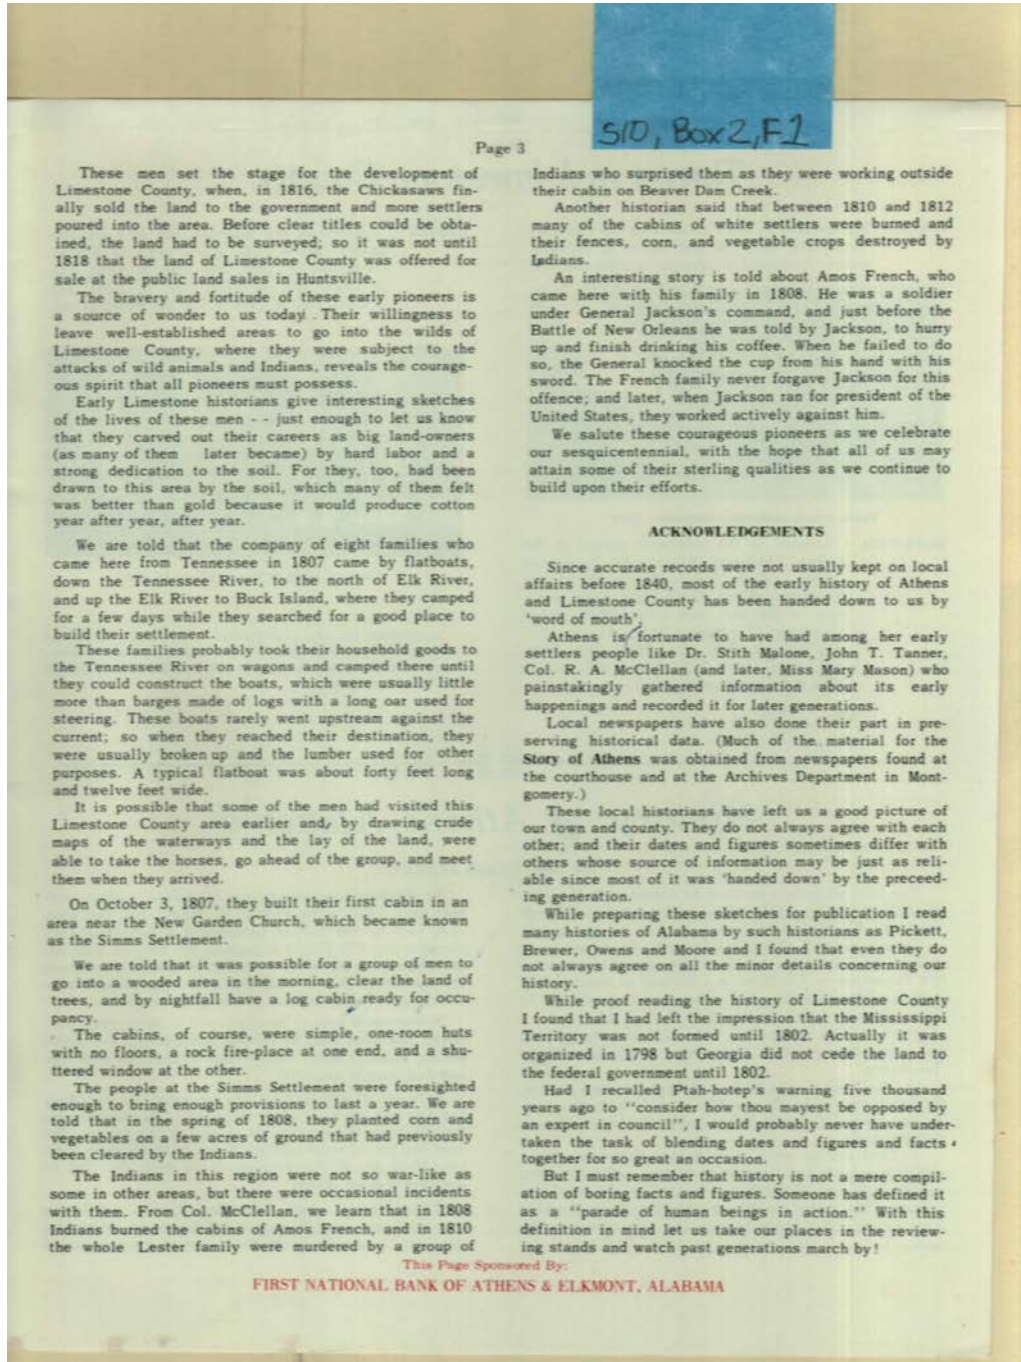 S10, Box 2, F1
Page 3
These men set the stage for the development of
Limestone County, when, in 1816, the Chickasaws fin-
ally sold the land to the government and more settlers
poured into the area. Before clear titles could be obta-
ined, the land had to be surveyed; so it was not until
1818 that the land of Limestone County was offered for
sale at the public land sales in Huntsville.
The bravery and fortitude of these early pioneers is
a source of wonder to us today. Their willingness to
leave well-established areas to go into the wilds of
Limestone County, where they were subject to the
attacks of wild animals and Indians, reveals the courage-
ous spirit that all pioneers must possess.
Early Limestone historians give interesting sketches
of the lives of these men - - just enough to let us know
that they carved out their careers as big land-owners
(as many of them later became) by hard labor and a
strong dedication to the soil. For they, too, had been
drawn to this area by the soil, which many of them felt
was better than gold because it would produce cotton
year after year, after year.
We are told that the company of eight families who
came here from Tennessee in 1807 came by flatboats,
down the Tennessee River, to the north of Elk River,
and up the Elk River to Buck Island, where they camped
for a few days while they searched for a good place to
build their settlement.
These families probably took their household goods to
the Tennessee River on wagons and camped there until
they could construct the boats, which were usually little
more than barges made of logs with a long oar used for
steering. These boats rarely went upstream against the
current; so when they reached their destination, they
were usually broken up and the lumber used for other
purposes. A typical flatboat was about forty feet long
and twelve feet wide.
It is possible that some of the men had visited this
Limestone County area earlier and, by drawing crude
maps of the waterways and the lay of the land, were
able to take the horses, go ahead of the group, and meet
them when they arrived.
On October 3, 1807, they built their first cabin in an
area near the New Garden Church, which became known
as the Simms Settlement.
We are told that it was possible for a group of men to
go into a wooded area in the morning, clear the land of
trees, and by nightfall have a log cabin ready for occu-
pancy.
The cabins, of course, were simple, one-room huts
with no floors, a rock fire-place at one end, and a shu-
ttered window at the other.
The people at the Simms Settlement were foresighted
enough to bring enough provisions to last a year. We are
told that in the spring of 1808, they planted corn and
vegetables on a few acres of ground that had previously
been cleared by the Indians.
The Indians in this region were not so war-like as
some in other areas, but there were occasional incidents
with them. From Col. McClellan, we learn that in 1808
Indians burned the cabins of Amos French, and in 1810
the whole Lester family were murdered by a group of
Indians who surprised them as they were working outside
their cabin on Beaver Dam Creek.
Another historian said that between 1810 and 1812
many of the cabins of white settlers were burned and
their fences, corn, and vegetable crops destroyed by
Indians.
An interesting story is told about Amos French, who
came here with his family in 1808. He was a soldier
under General Jackson's command, and just before the
Battle of New Orleans he was told by Jackson, to hurry
up and finish drinking his coffee. When he failed to do
so, the General knocked the cup from his hand with his
sword. The French family never forgave Jackson for this
offence; and later, when Jackson ran for president of the
United States, they worked actively against him.
We salute these courageous pioneers as we celebrate
our sesquicentennial, with the hope that all of us may
attain some of their sterling qualities as we continue to
build upon their efforts.
ACKNOWLEDGEMENTS
Since accurate records were not usually kept on local
affairs before 1840, most of the early history of Athens
and Limestone County has been handed down to us by
'word of mouth'.
Athens is fortunate to have had among her early
settlers people like Dr. Stith Malone, John T. Tanner,
Col. R. A. McClellan (and later, Miss Mary Mason) who
painstakingly gathered information about its early
happenings and recorded it for later generations.
Local newspapers have also done their part in pre-
serving historical data. (Much of the material for the
Story of Athens was obtained from newspapers found at
the courthouse and at the Archives Department in Mont-
gomery.)
These local historians have left us a good picture of
our town and county. They do not always agree with each
other; and their dates and figures sometimes differ with
others whose source of information may be just as reli-
able since most of it was 'handed down' by the preceed-
ing generation.
While preparing these sketches for publication I read
many histories of Alabama by such historians as Pickett,
Brewer, Owens and Moore and I found that even they do
not always agree on all the minor details concerning our
history.
While proof reading the history of Limestone County
I found that I had left the impression that the Mississippi
Territory was not formed until 1802. Actually it was
organized in 1798 but Georgia did not cede the land to
the federal government until 1802.
Had I recalled Ptah-hotep's warning five thousand
years ago to "consider how thou mayest be opposed by
an expert in council", I would probably never have under-
taken the task of blending dates and figures and facts
together for so great an occasion.
But I must remember that history is not a mere compil-
ation of boring facts and figures. Someone has defined it
as a "parade of human beings in action." With this
definition in mind let us take our places in the review-
ing stands and watch past generations march by!
This Page Sponsored By:
FIRST NATIONAL BANK OF ATHENS & ELKMONT, ALABAMA